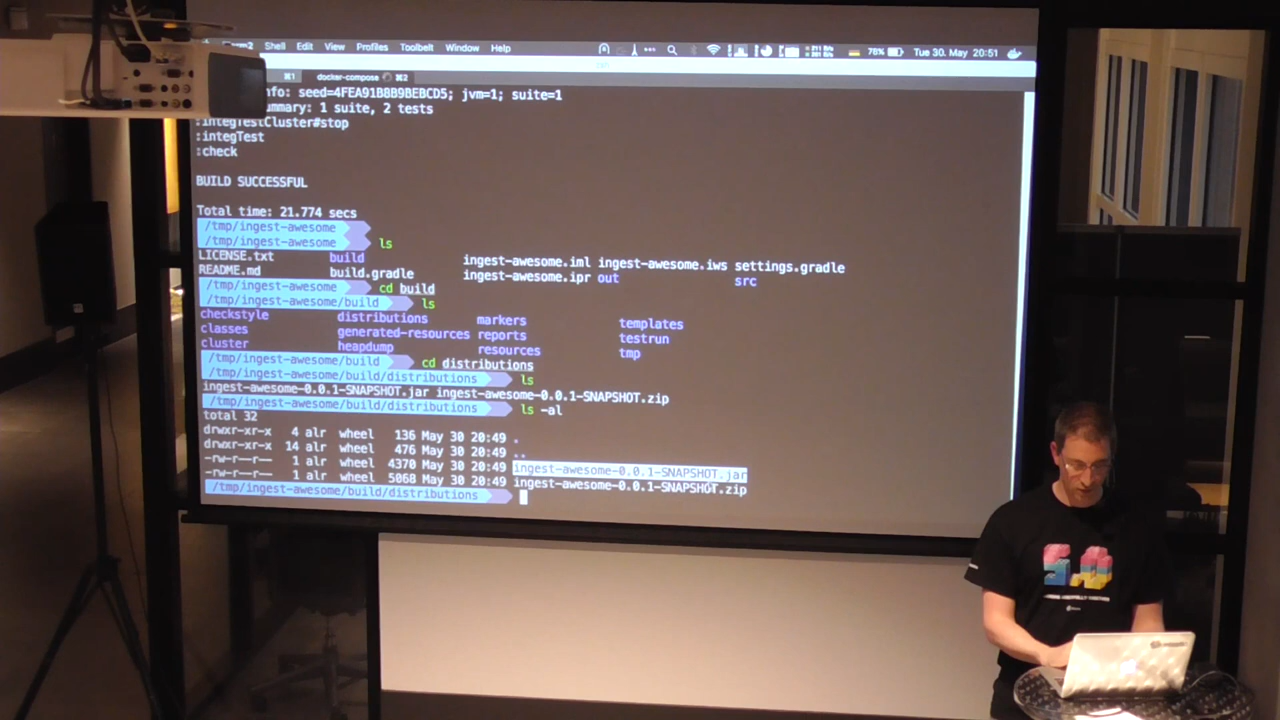 Shell Edit View Profiles Toolbelt Window Help 78% Tue 30. May 20:51
⌘1 docker-compose ⌘2
nfo: seed=4FEA91B8B9BEBCD5; jvm=1; suite=1
ummary: 1 suite, 2 tests
:integTestCluster#stop
:integTest
:check
BUILD SUCCESSFUL
Total time: 21.774 secs
/tmp/ingest-awesome
/tmp/ingest-awesome ls
LICENSE.txt build ingest-awesome.iml ingest-awesome.iws settings.gradle
README.md build.gradle ingest-awesome.ipr out src
/tmp/ingest-awesome cd build
/tmp/ingest-awesome/build ls
checkstyle distributions markers templates
classes generated-resources reports testrun
cluster heapdump resources tmp
/tmp/ingest-awesome/build cd distributions
/tmp/ingest-awesome/build/distributions ls
ingest-awesome-0.0.1-SNAPSHOT.jar ingest-awesome-0.0.1-SNAPSHOT.zip
/tmp/ingest-awesome/build/distributions ls -al
total 32
drwxr-xr-x 4 alr wheel 136 May 30 20:49 .
drwxr-xr-x 14 alr wheel 476 May 30 20:49 ..
-rw-r--r-- 1 alr wheel 4370 May 30 20:49 ingest-awesome-0.0.1-SNAPSHOT.jar
-rw-r--r-- 1 alr wheel 5068 May 30 20:49 ingest-awesome-0.0.1-SNAPSHOT.zip
/tmp/ingest-awesome/build/distributions
5.0